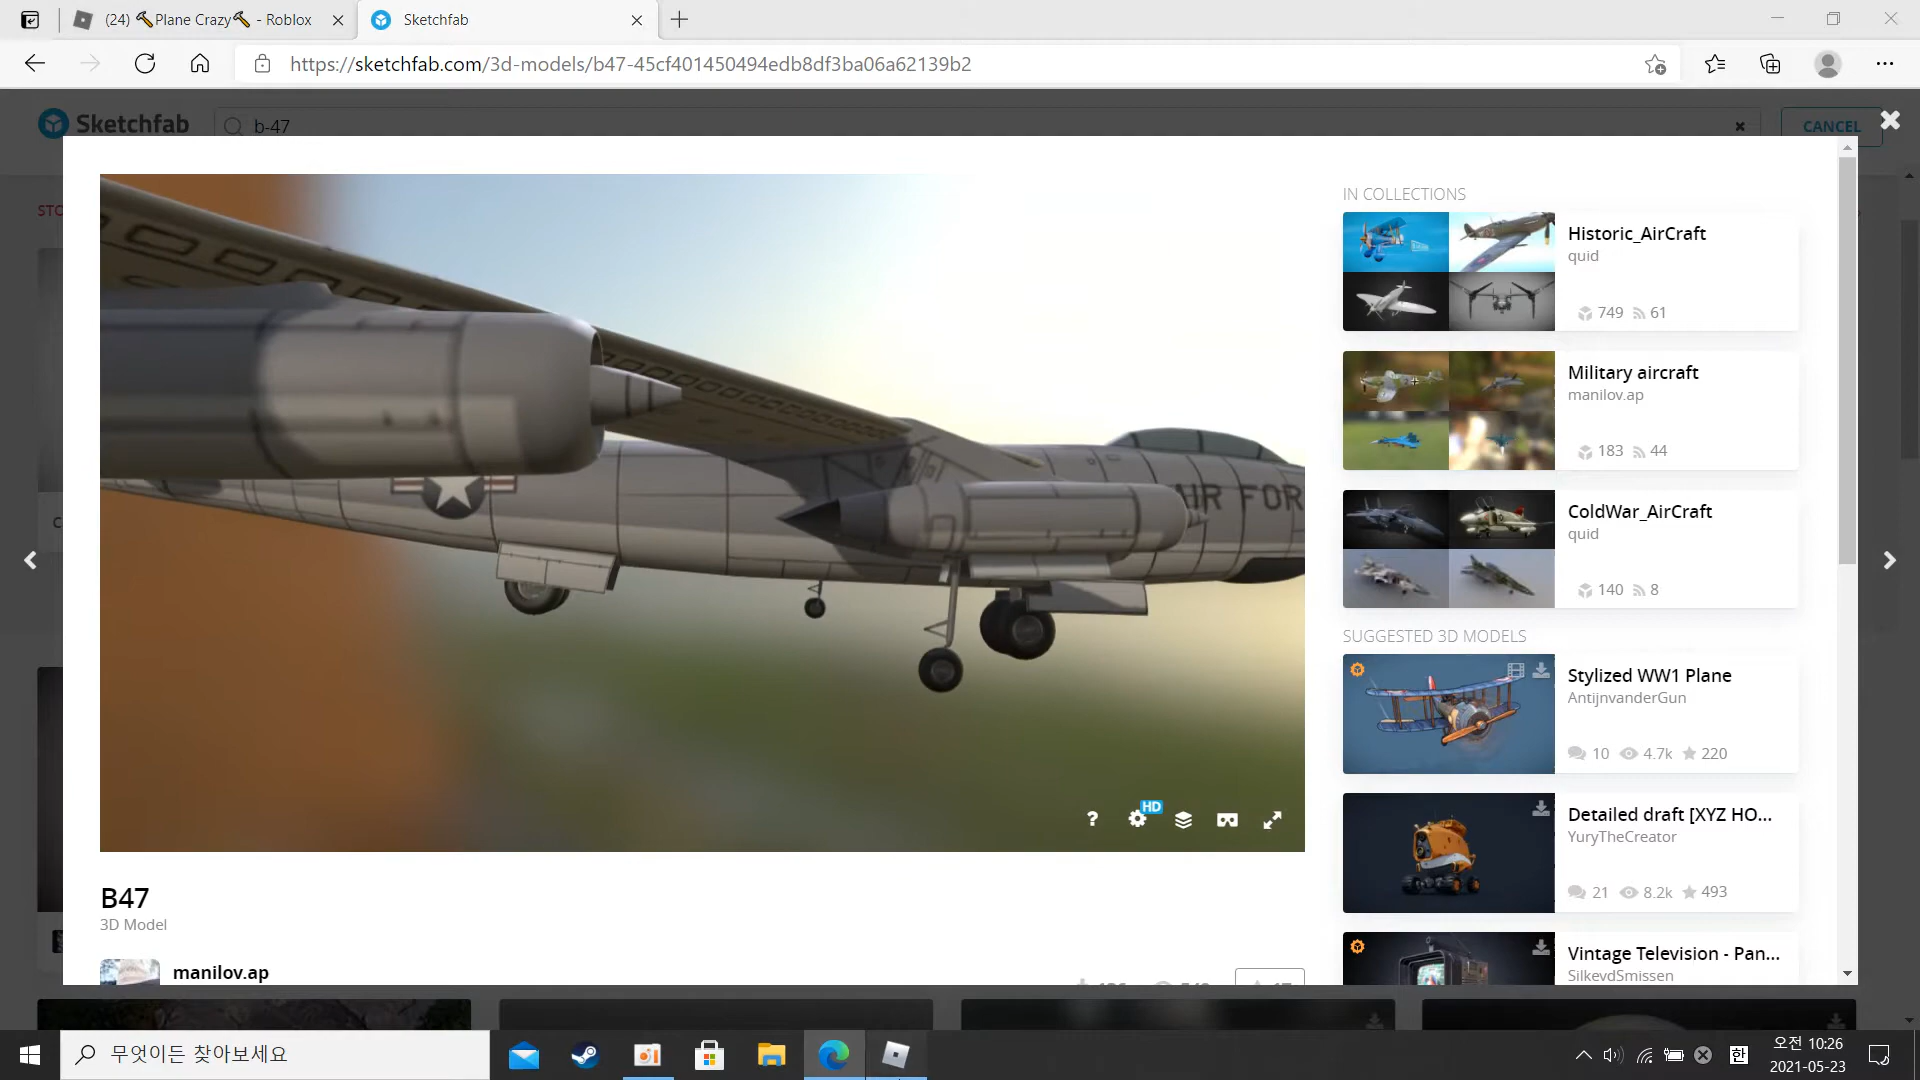 (24) 🔨Plane Crazy🔨 - Roblox
Sketchfab
https://sketchfab.com/3d-models/b47-45cf401450494edb8df3ba06a62139b2
Sketchfab
b-47
CANCEL
STO
AIR FOR
HD
B47
3D Model
manilov.ap
IN COLLECTIONS
Historic_AirCraft
quid
749 61
Military aircraft
manilov.ap
183 44
ColdWar_AirCraft
quid
140 8
SUGGESTED 3D MODELS
Stylized WW1 Plane
AntijnvanderGun
10 4.7k 220
Detailed draft [XYZ HO...
YuryTheCreator
21 8.2k 493
Vintage Television - Pan...
SilkevdSmissen
C
무엇이든 찾아보세요
한
오전 10:26
2021-05-23